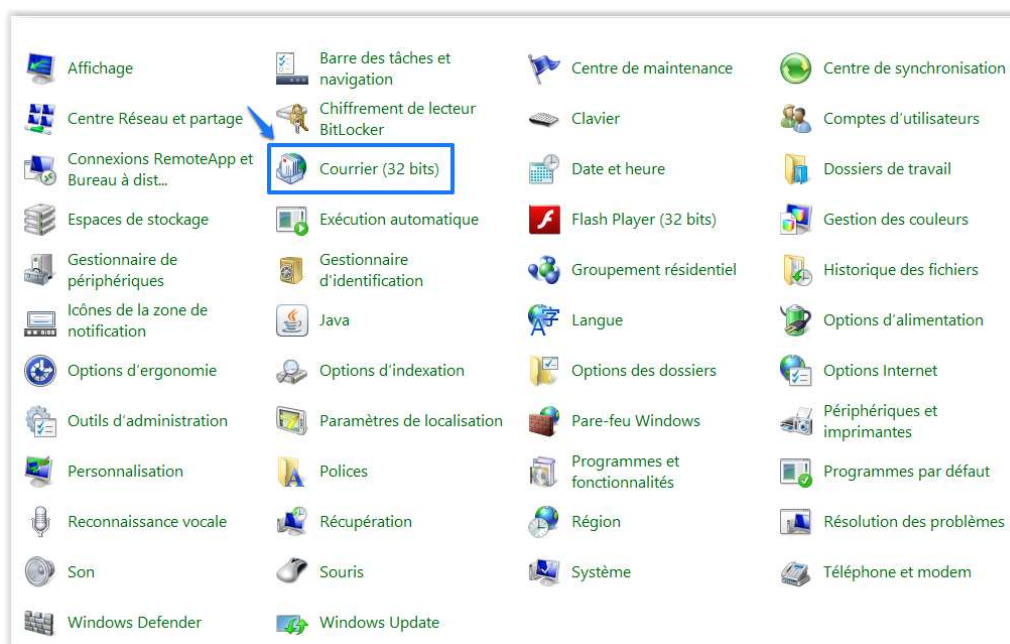 Affichage
Barre des tâches et
navigation
Centre de maintenance
Centre de synchronisation
Centre Réseau et partage
Chiffrement de lecteur
BitLocker
Clavier
Comptes d'utilisateurs
Connexions RemoteApp et
Bureau à dist...
Courrier (32 bits)
Date et heure
Dossiers de travail
Espaces de stockage
Exécution automatique
Flash Player (32 bits)
Gestion des couleurs
Gestionnaire de
périphériques
Gestionnaire
d'identification
Groupement résidentiel
Historique des fichiers
Icônes de la zone de
notification
Java
Langue
Options d'alimentation
Options d'ergonomie
Options d'indexation
Options des dossiers
Options Internet
Outils d'administration
Paramètres de localisation
Pare-feu Windows
Périphériques et
imprimantes
Personnalisation
Polices
Programmes et
fonctionnalités
Programmes par défaut
Reconnaissance vocale
Récupération
Région
Résolution des problèmes
Son
Souris
Système
Téléphone et modem
Windows Defender
Windows Update